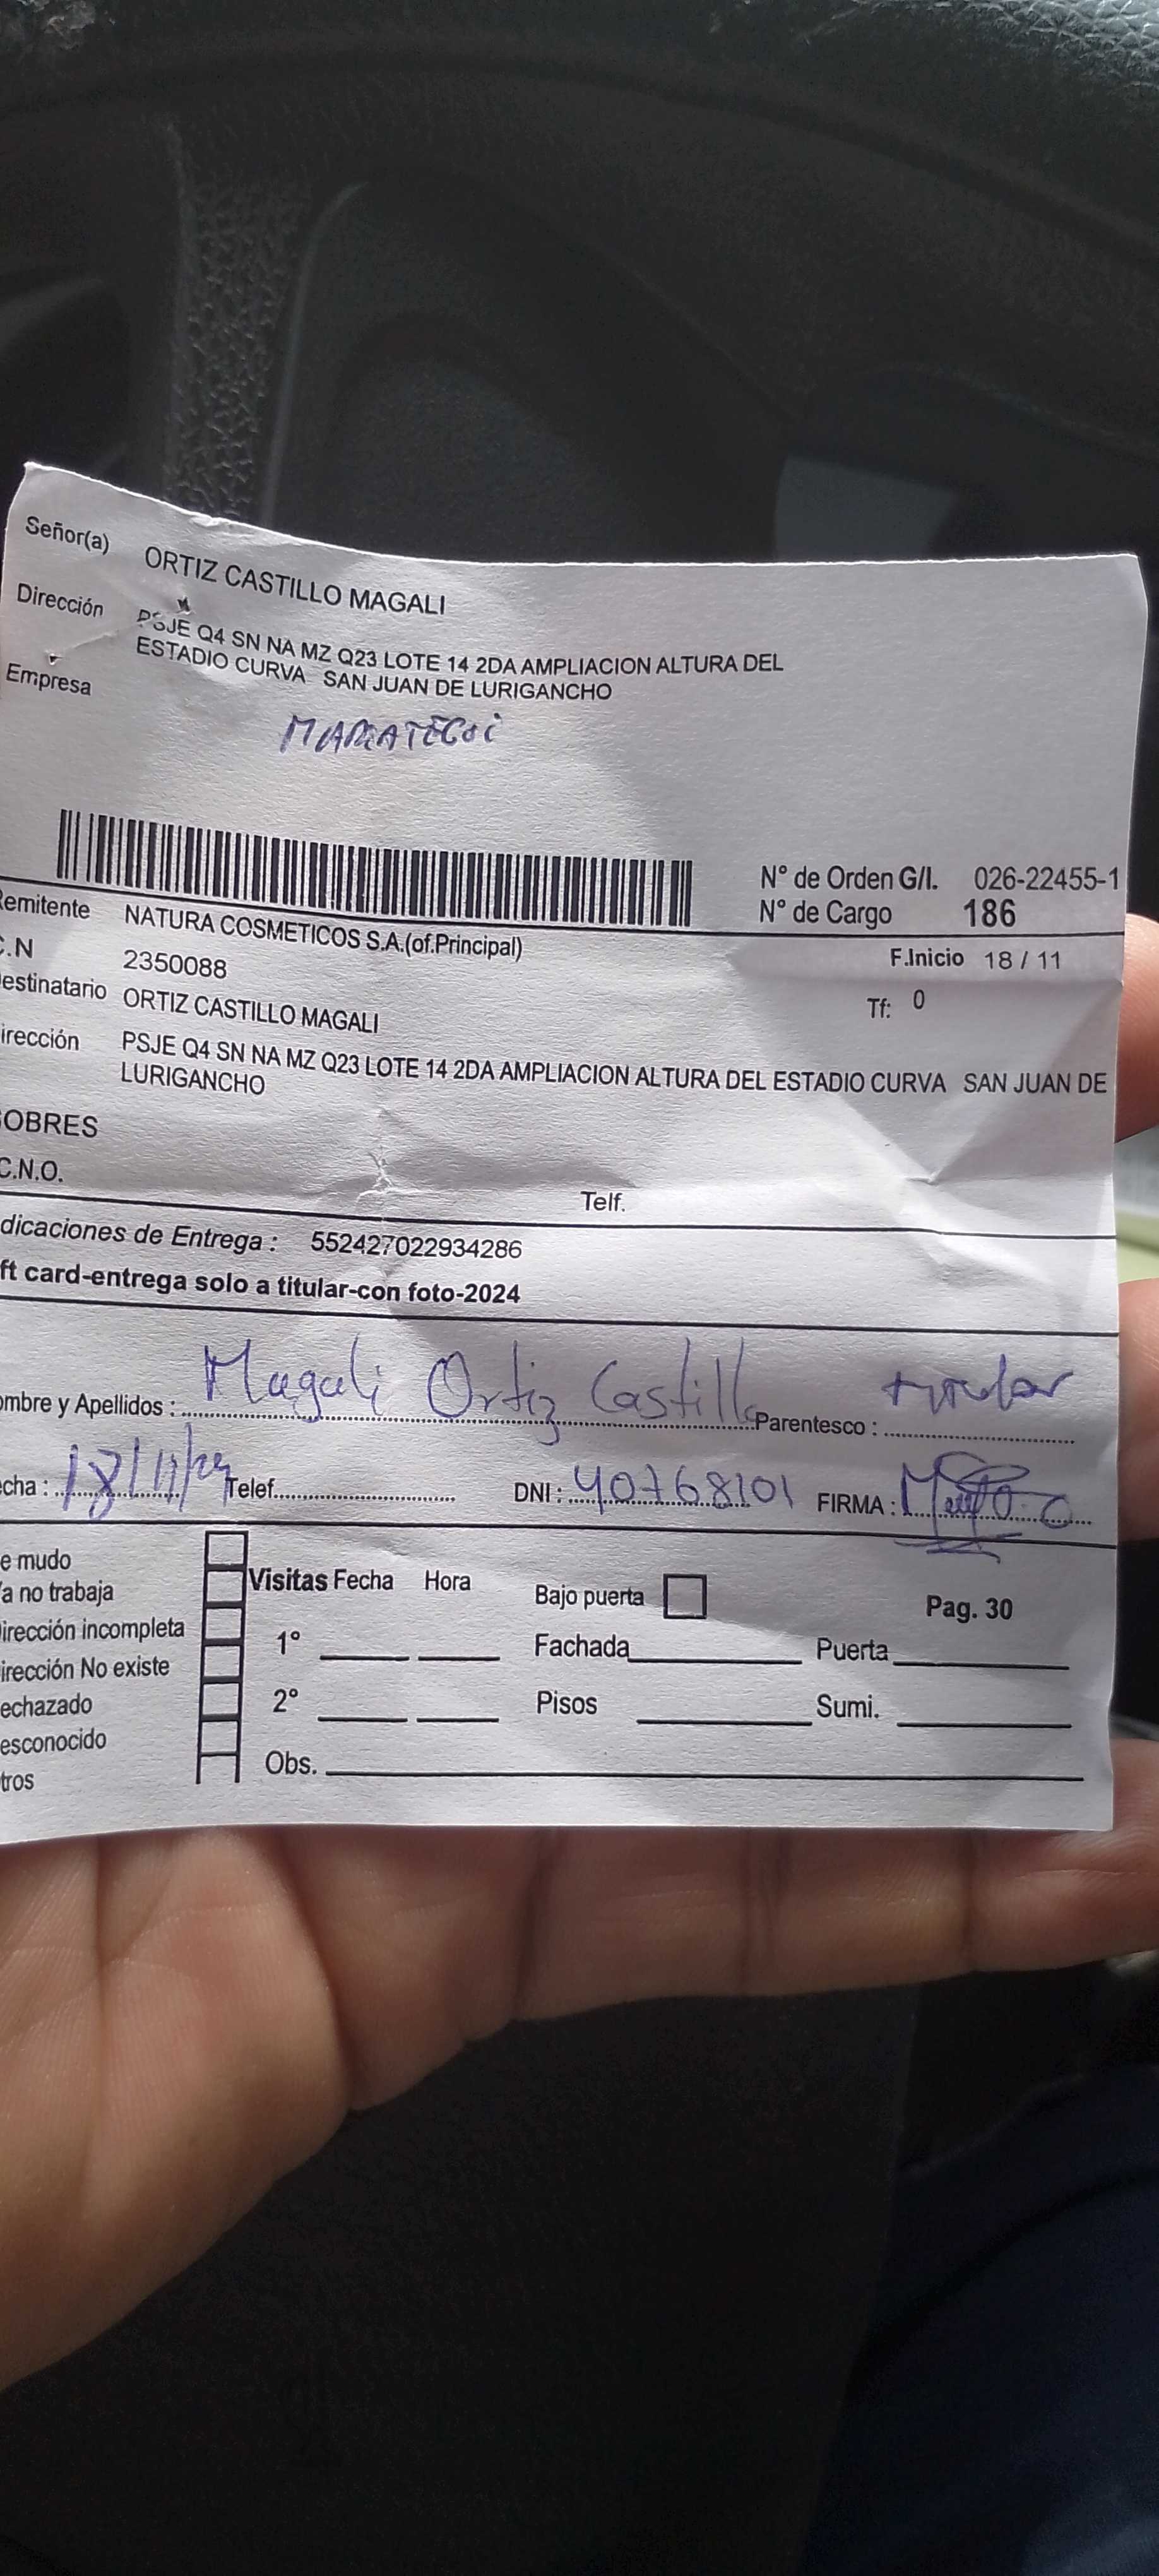 Señor(a) ORTIZ CASTILLO MAGALI
Dirección PSJE Q4 SN NA MZ Q23 LOTE 14 2DA AMPLIACION ALTURA DEL
ESTADIO CURVA SAN JUAN DE LURIGANCHO
Empresa
N° de Orden G/I. 026-22455-1
N° de Cargo 186
emitente NATURA COSMETICOS S.A.(of.Principal)
F.Inicio 18 / 11
C.N 2350088
Tf: 0
estinatario ORTIZ CASTILLO MAGALI
irección PSJE Q4 SN NA MZ Q23 LOTE 14 2DA AMPLIACION ALTURA DEL ESTADIO CURVA SAN JUAN DE
LURIGANCHO
OBRES
C.N.O.
Telf.
dicaciones de Entrega : 552427022934286
ft card-entrega solo a titular-con foto-2024
ombre y Apellidos : Magali Ortiz Castillo Parentesco : titular
cha : 18/11/24 Telef. DNI : 40768101 FIRMA :
e mudo
Visitas Fecha Hora Bajo puerta Pag. 30
a no trabaja
irección incompleta 1° Fachada Puerta
irección No existe
echazado 2° Pisos Sumi.
esconocido
tros Obs.